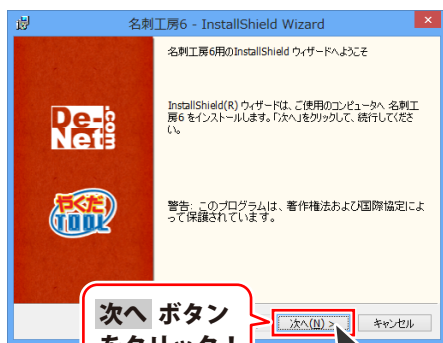 名刺工房6 - InstallShield Wizard
名刺工房6用のInstallShield ウィザードへようこそ
InstallShield(R) ウィザードは、ご使用のコンピュータへ 名刺工
房6 をインストールします。「次へ」をクリックして、続行してくださ
い。
De-Net.com
やくだ
TOOL
警告: このプログラムは、著作権法および国際協定によ
って保護されています。
次へ ボタン
をクリック！
次へ(N) >
キャンセル